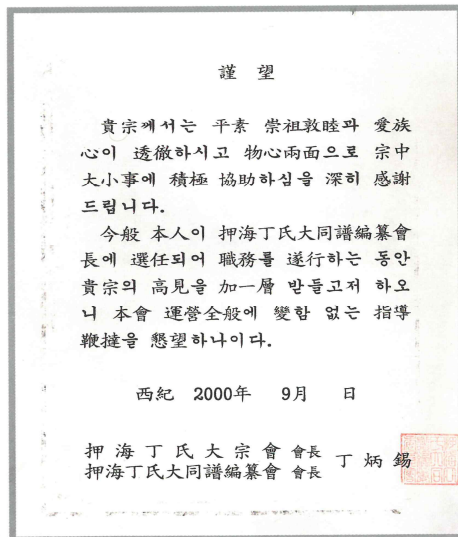 謹 望
貴宗께서는 平素 崇祖敦睦과 愛族
心이 透徹하시고 物心兩面으로 宗中
大小事에 積極 協助하심을 深히 感謝
드립니다.
今般 本人이 押海丁氏大同譜編纂會
長에 選任되어 職務를 遂行하는 동안
貴宗의 高見을 加一層 받들고저 하오
니 本會 運營全般에 變함 없는 指導
鞭撻을 懇望하나이다.
西紀 2000年 9月 日
押海丁氏大宗會 會長
押海丁氏大同譜編纂會 會長 丁炳錫